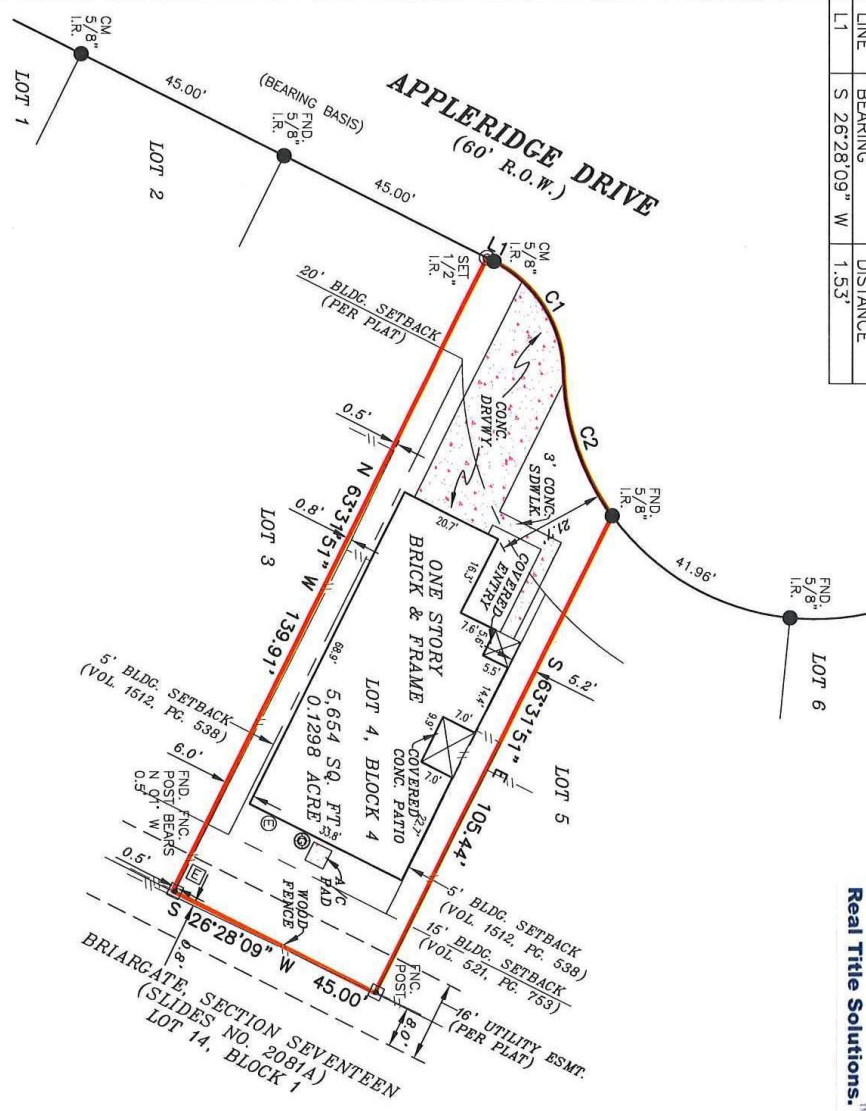 LINE BEARING DISTANCE
L1 S 26°28'09" W 1.53'
Real Title Solutions.
APPLERIDGE DRIVE
(60' R.O.W.)
CM
5/8"
I.R.
45.00'
(BEARING BASIS)
FND.
5/8"
I.R.
45.00'
LOT 1
LOT 2
L1
CM
5/8"
I.R.
SET
1/2"
I.R.
C1
C2
FND.
5/8"
I.R.
41.96'
FND.
5/8"
I.R.
LOT 6
20' BLDG. SETBACK
(PER PLAT)
CONC.
DRVWY.
3' CONC.
SDWLK
COVERED
ENTRY
0.5'
0.8'
N 63°31'51" W 139.91'
LOT 3
20.7'
16.3'
7.6'
5.6'
5.5'
14.4'
7.0'
9.9'
7.0'
22.7'
68.9'
33.8'
ONE STORY
BRICK & FRAME
LOT 4, BLOCK 4
5,654 SQ. FT.
0.1298 ACRE
COVERED
CONC. PATIO
5.2'
S 63°31'51" E 105.44'
LOT 5
5' BLDG. SETBACK
(VOL. 1512, PG. 538)
6.0'
FND. FNC.
POST BEARS
N 01° W
0.5'
0.5'
E
E
G
A/C
PAD
WOOD
FENCE
S 26°28'09" W 45.00'
FNC.
POST
5' BLDG. SETBACK
(VOL. 1512, PG. 538)
15' BLDG. SETBACK
(VOL. 521, PG. 753)
16' UTILITY ESMT.
(PER PLAT)
8.0'
BRIARGATE, SECTION SEVENTEEN
(SLIDES NO. 2081A)
LOT 14, BLOCK 1